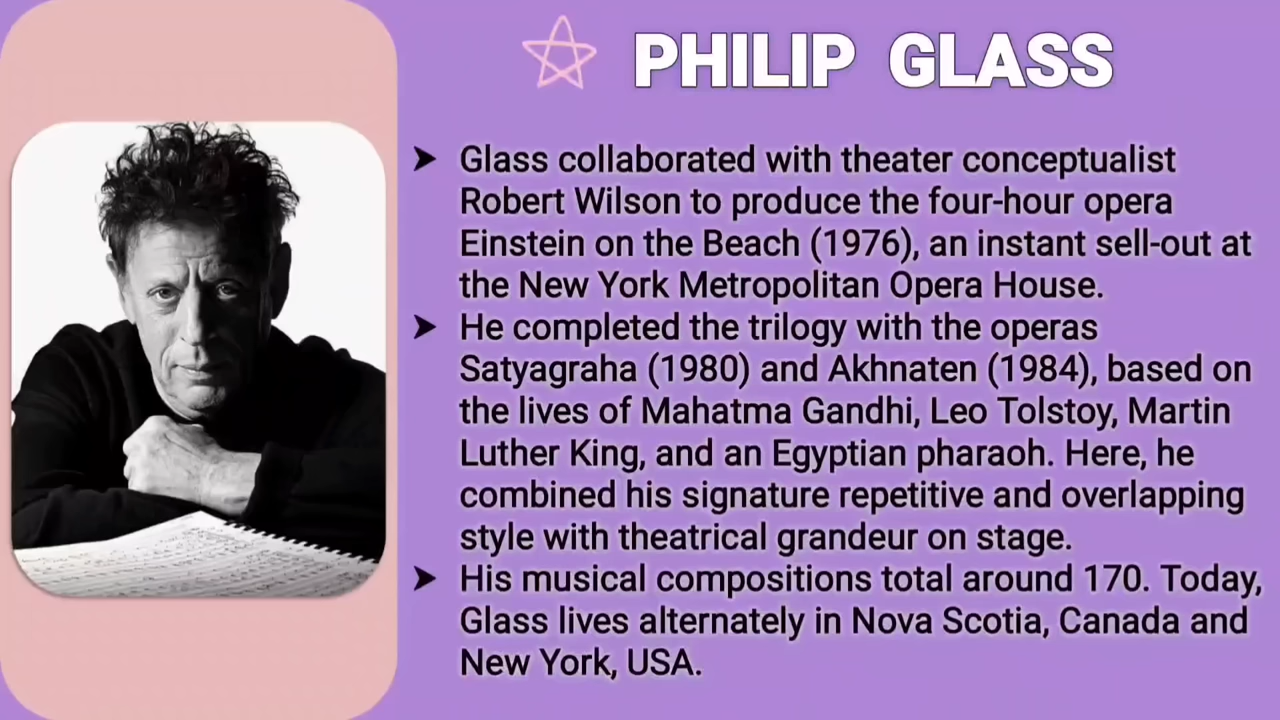 PHILIP GLASS
➤ Glass collaborated with theater conceptualist
Robert Wilson to produce the four-hour opera
Einstein on the Beach (1976), an instant sell-out at
the New York Metropolitan Opera House.
➤ He completed the trilogy with the operas
Satyagraha (1980) and Akhnaten (1984), based on
the lives of Mahatma Gandhi, Leo Tolstoy, Martin
Luther King, and an Egyptian pharaoh. Here, he
combined his signature repetitive and overlapping
style with theatrical grandeur on stage.
➤ His musical compositions total around 170. Today,
Glass lives alternately in Nova Scotia, Canada and
New York, USA.